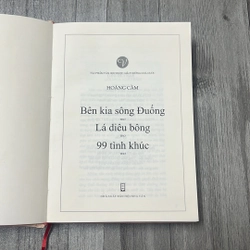 HOÀNG CẦM
Bên kia sông Đuống
Lá diêu bông
99 tình khúc